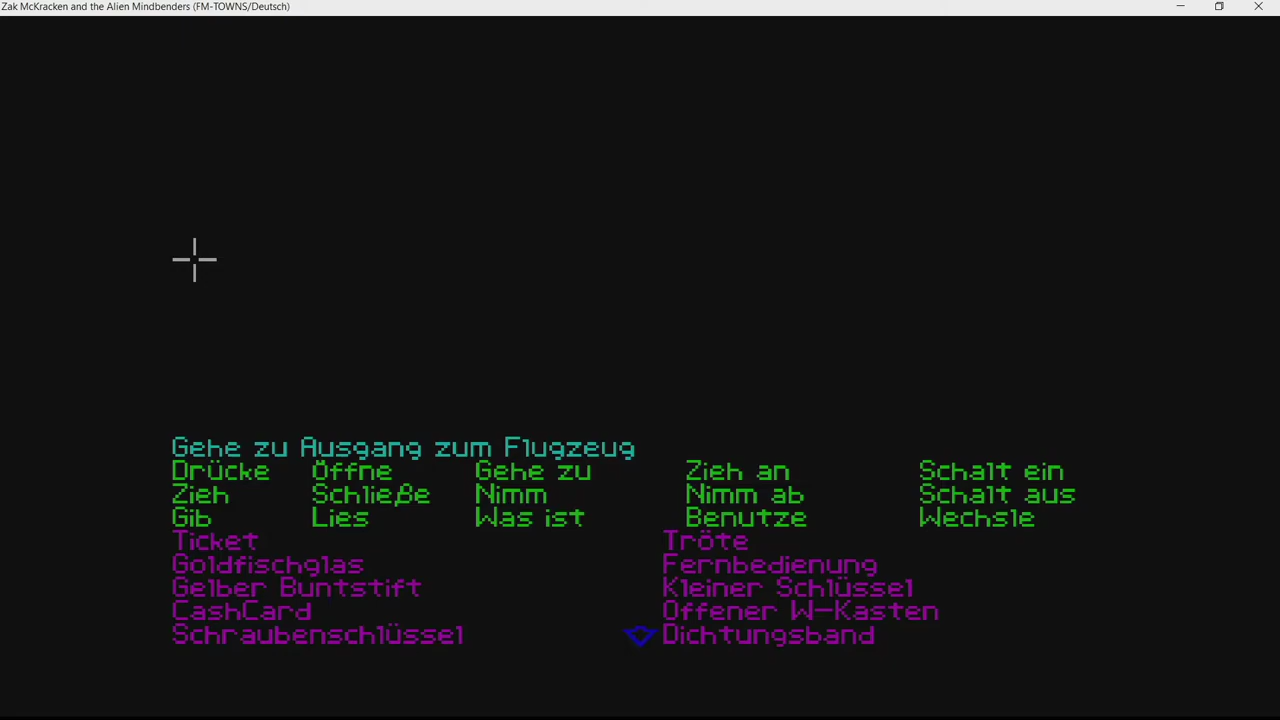 Zak McKracken and the Alien Mindbenders (FM-TOWNS/Deutsch)
Gehe zu Ausgang zum Flugzeug
Drücke Öffne Gehe zu Zieh an Schalt ein
Zieh Schließe Nimm Nimm ab Schalt aus
Gib Lies Was ist Benutze Wechsle
Ticket Tröte
Goldfischglas Fernbedienung
Gelber Buntstift Kleiner Schlüssel
CashCard Offener W-Kasten
Schraubenschlüssel Dichtungsband